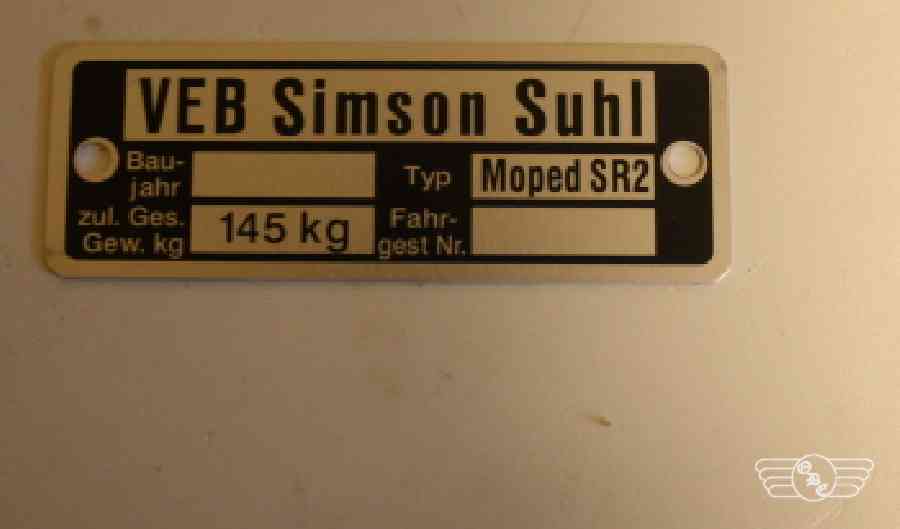 VEB Simson Suhl
Bau-
jahr
Typ Moped SR2
zul. Ges.
Gew. kg 145 kg
Fahr-
gest Nr.